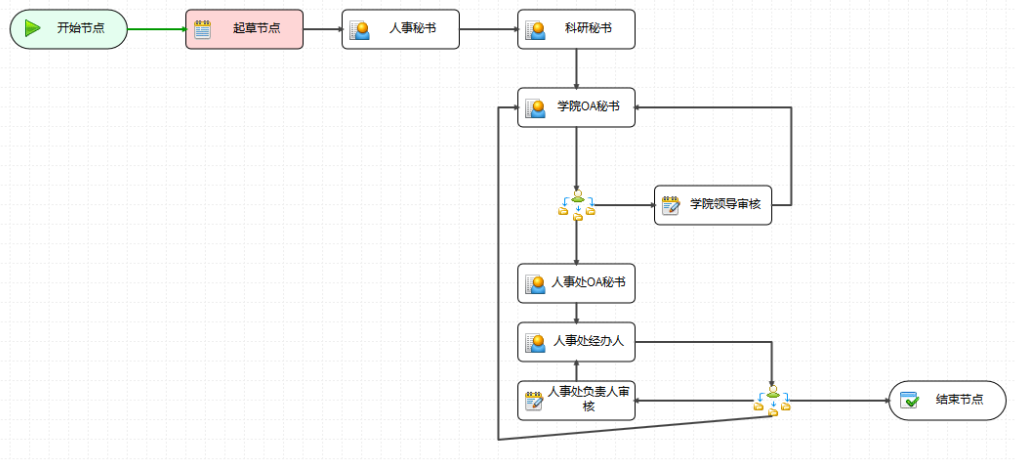 开始节点
起草节点
人事秘书
科研秘书
学院OA秘书
学院领导审核
人事处OA秘书
人事处经办人
人事处负责人审
核
结束节点